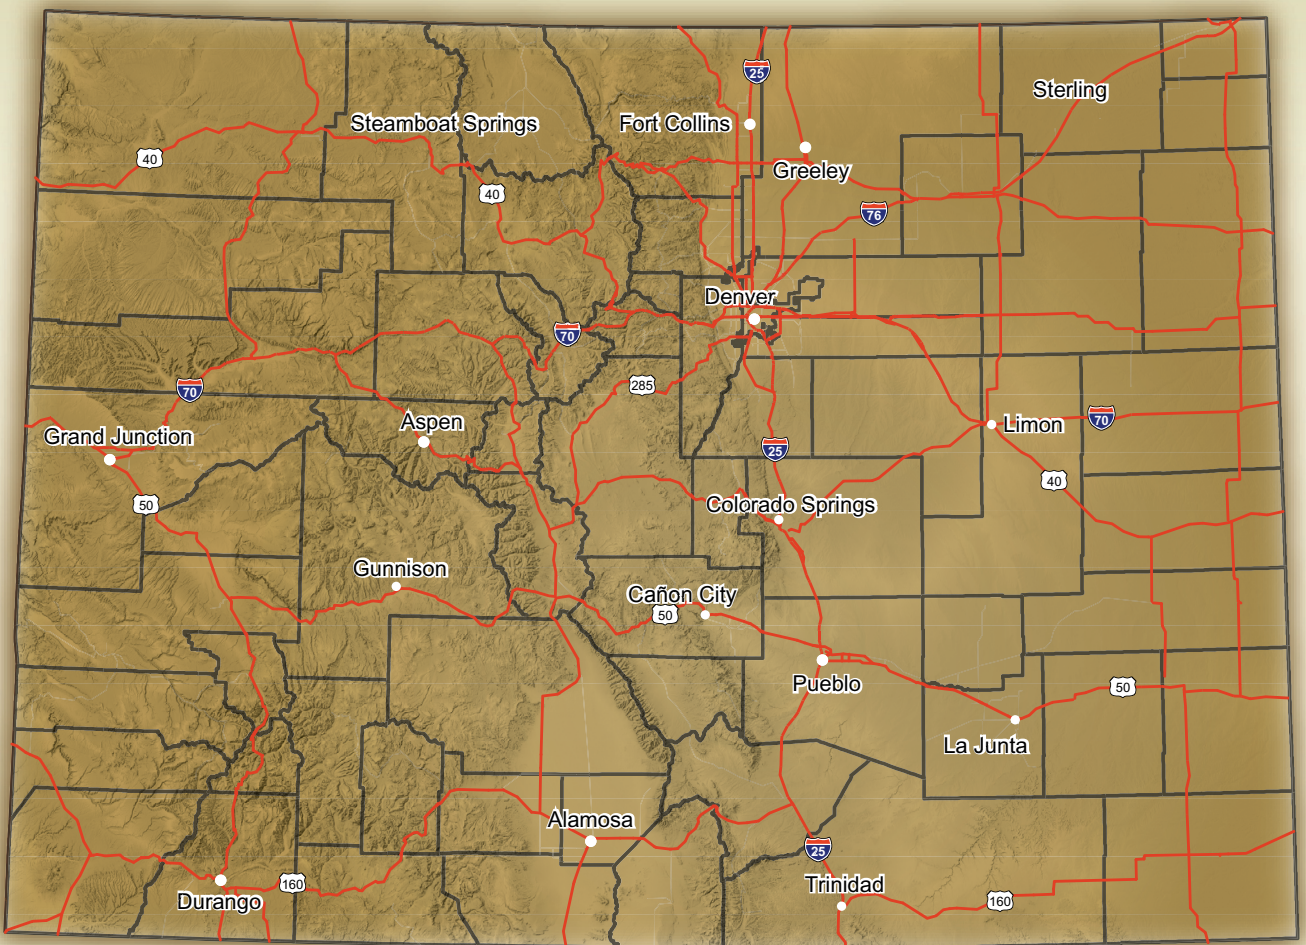 25
Sterling
Steamboat Springs
Fort Collins
40
Greeley
40
76
Denver
70
285
70
Aspen
70
Limon
Grand Junction
25
40
50
Colorado Springs
Gunnison
Cañon City
50
Pueblo
50
La Junta
Alamosa
25
Trinidad
160
160
Durango